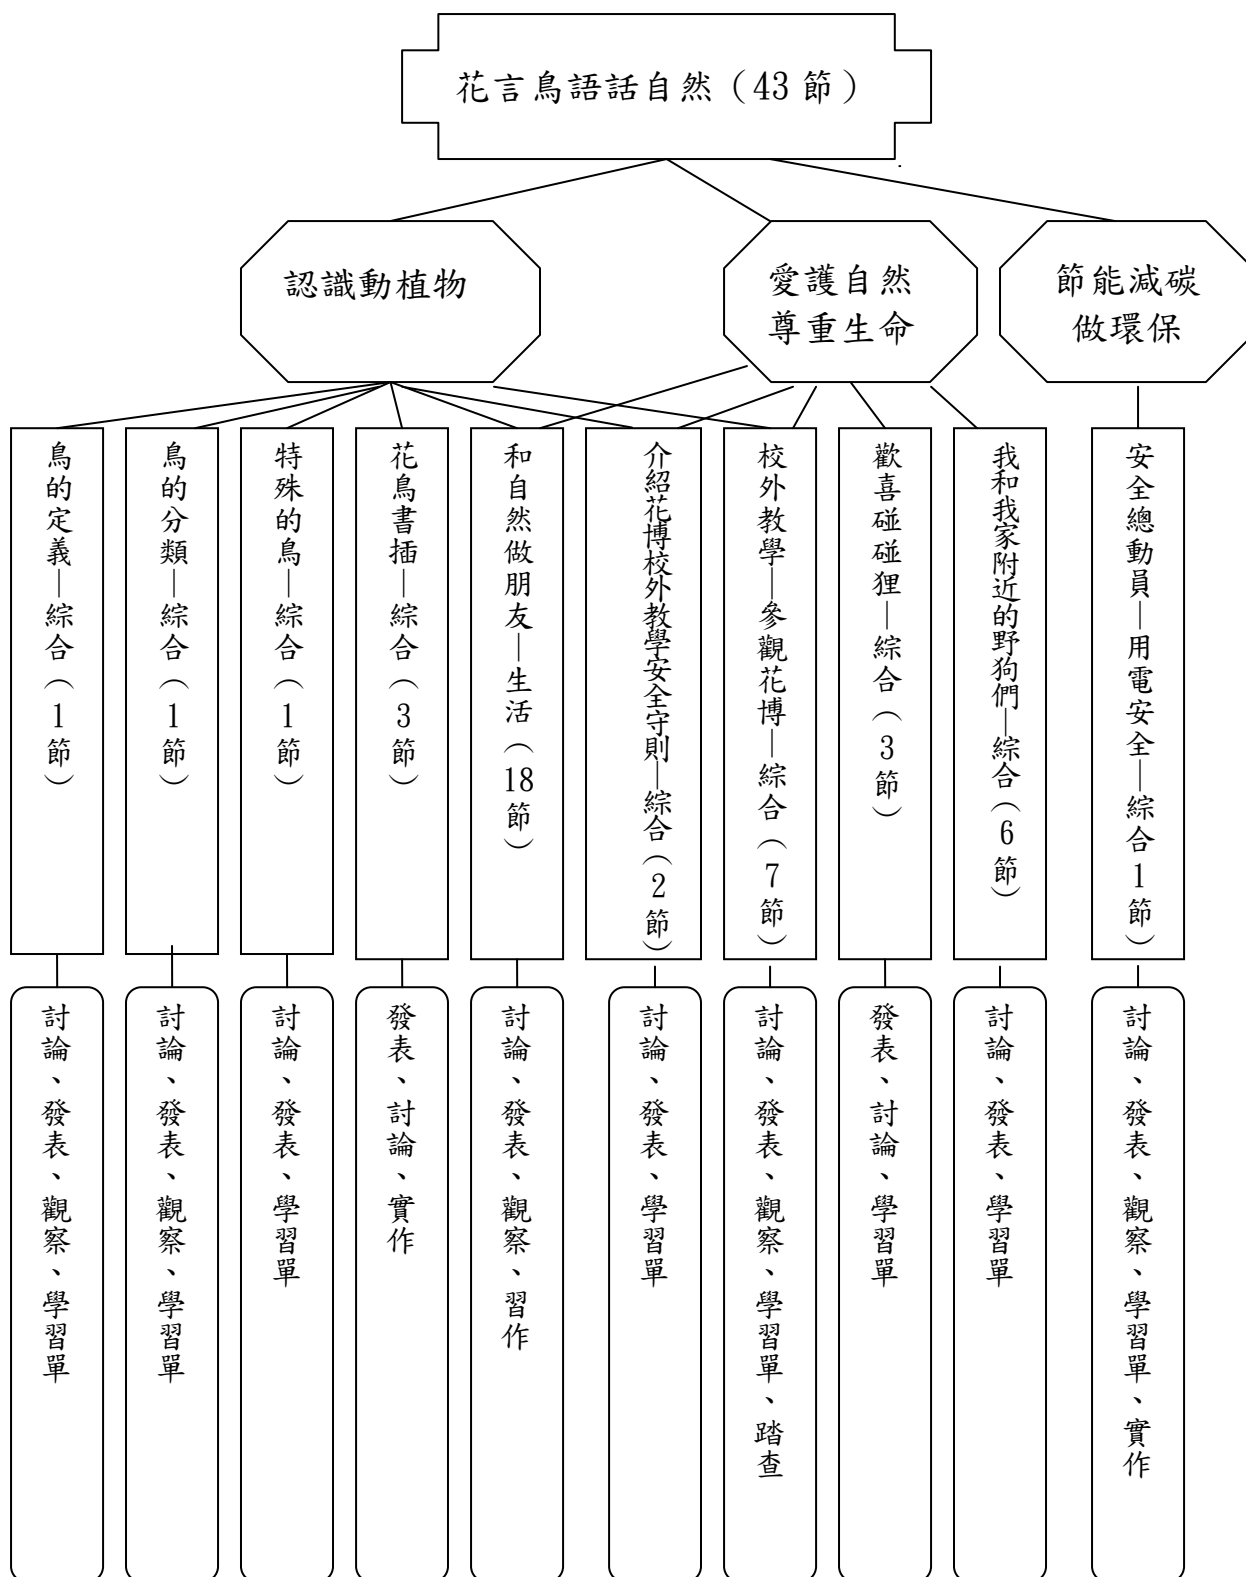 花言鳥語話自然（43 節）
認識動植物
愛護自然
尊重生命
節能減碳
做環保
鳥的定義—綜合（1節）
鳥的分類—綜合（1節）
特殊的鳥—綜合（1節）
花鳥書插—綜合（3節）
和自然做朋友—生活（18節）
介紹花博校外教學安全守則—綜合（2節）
校外教學—參觀花博—綜合（7節）
歡喜碰碰狸—綜合（3節）
我和我家附近的野狗們—綜合（6節）
安全總動員—用電安全—綜合1節）
討論、發表、觀察、學習單
討論、發表、觀察、學習單
討論、發表、學習單
發表、討論、實作
討論、發表、觀察、習作
討論、發表、學習單
討論、發表、觀察、學習單、踏查
發表、討論、學習單
討論、發表、學習單
討論、發表、觀察、學習單、實作